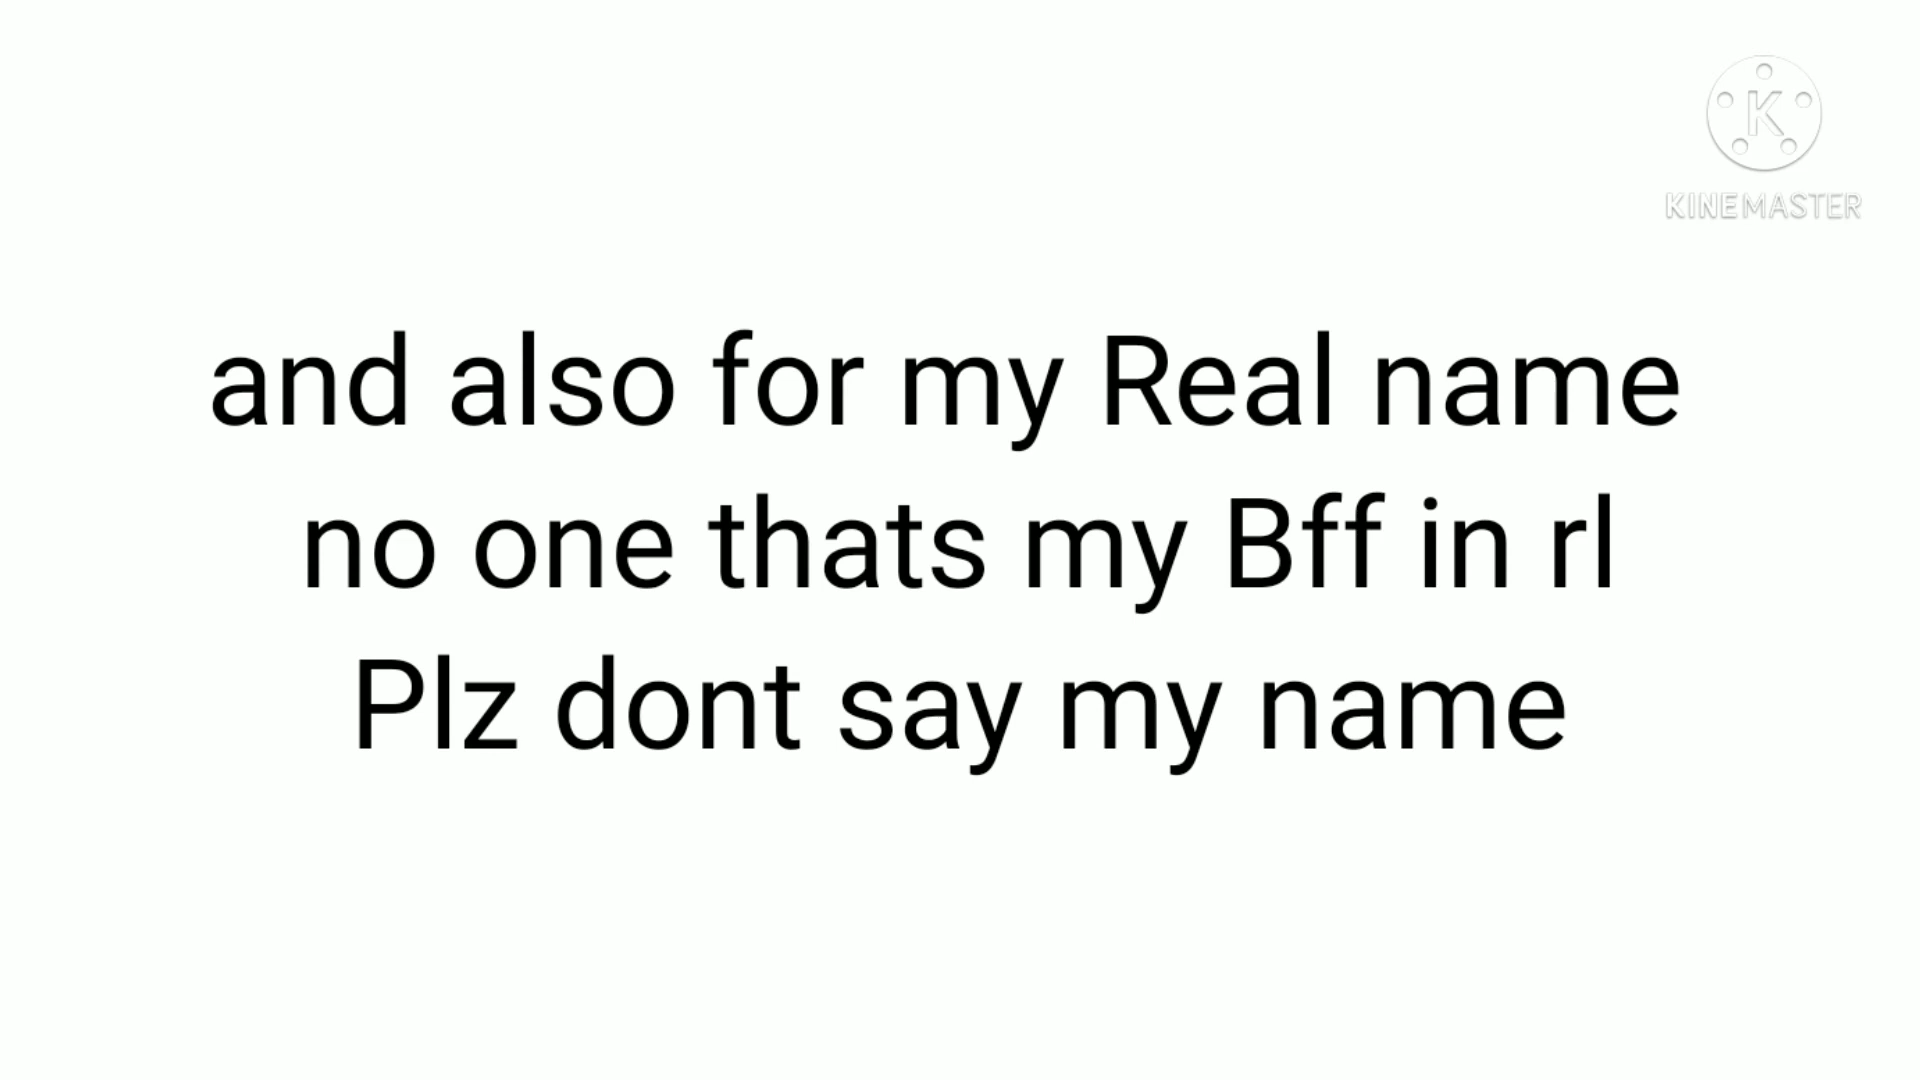 K
KINEMASTER
and also for my Real name
no one thats my Bff in rl
Plz dont say my name